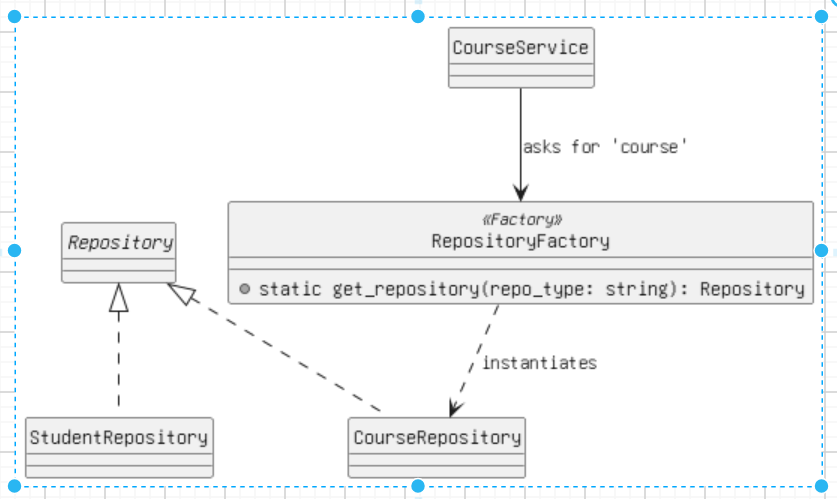 CourseService
asks for 'course'
«Factory»
RepositoryFactory
Repository
static get_repository(repo_type: string): Repository
instantiates
StudentRepository
CourseRepository